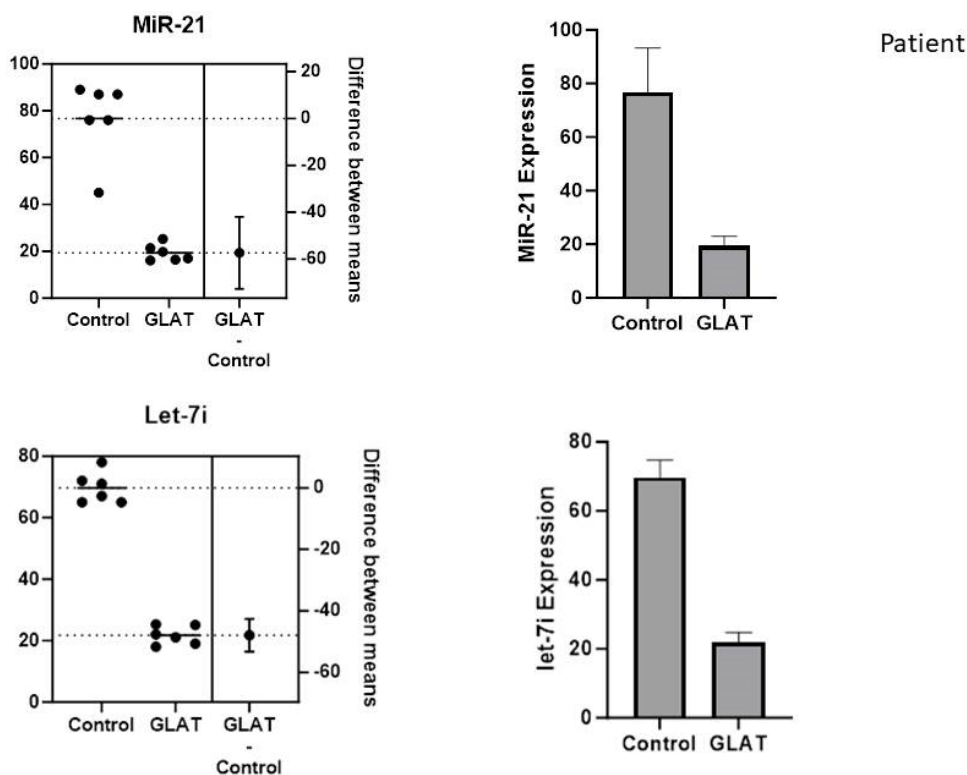 MiR-21
100
80
60
40
20
0
20
0
-20
-40
-60
Difference between means
Control
GLAT
GLAT
-
Control
100
80
60
40
20
0
MiR-21 Expression
Control
GLAT
Patient
Let-7i
80
60
40
20
0
0
-20
-40
-60
Difference between means
Control
GLAT
GLAT
-
Control
80
60
40
20
0
let-7i Expression
Control
GLAT